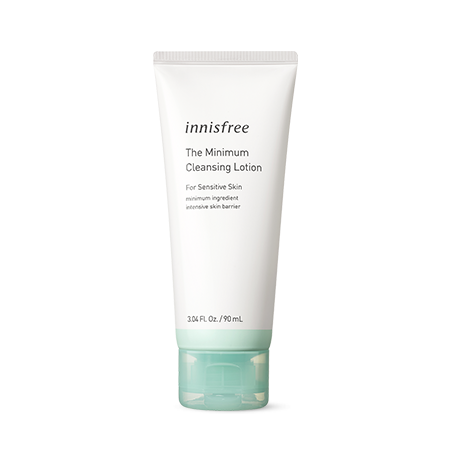 innisfree
The Minimum
Cleansing Lotion
For Sensitive Skin
minimum ingredient
intensive skin barrier
3.04 Fl. Oz. / 90 mL